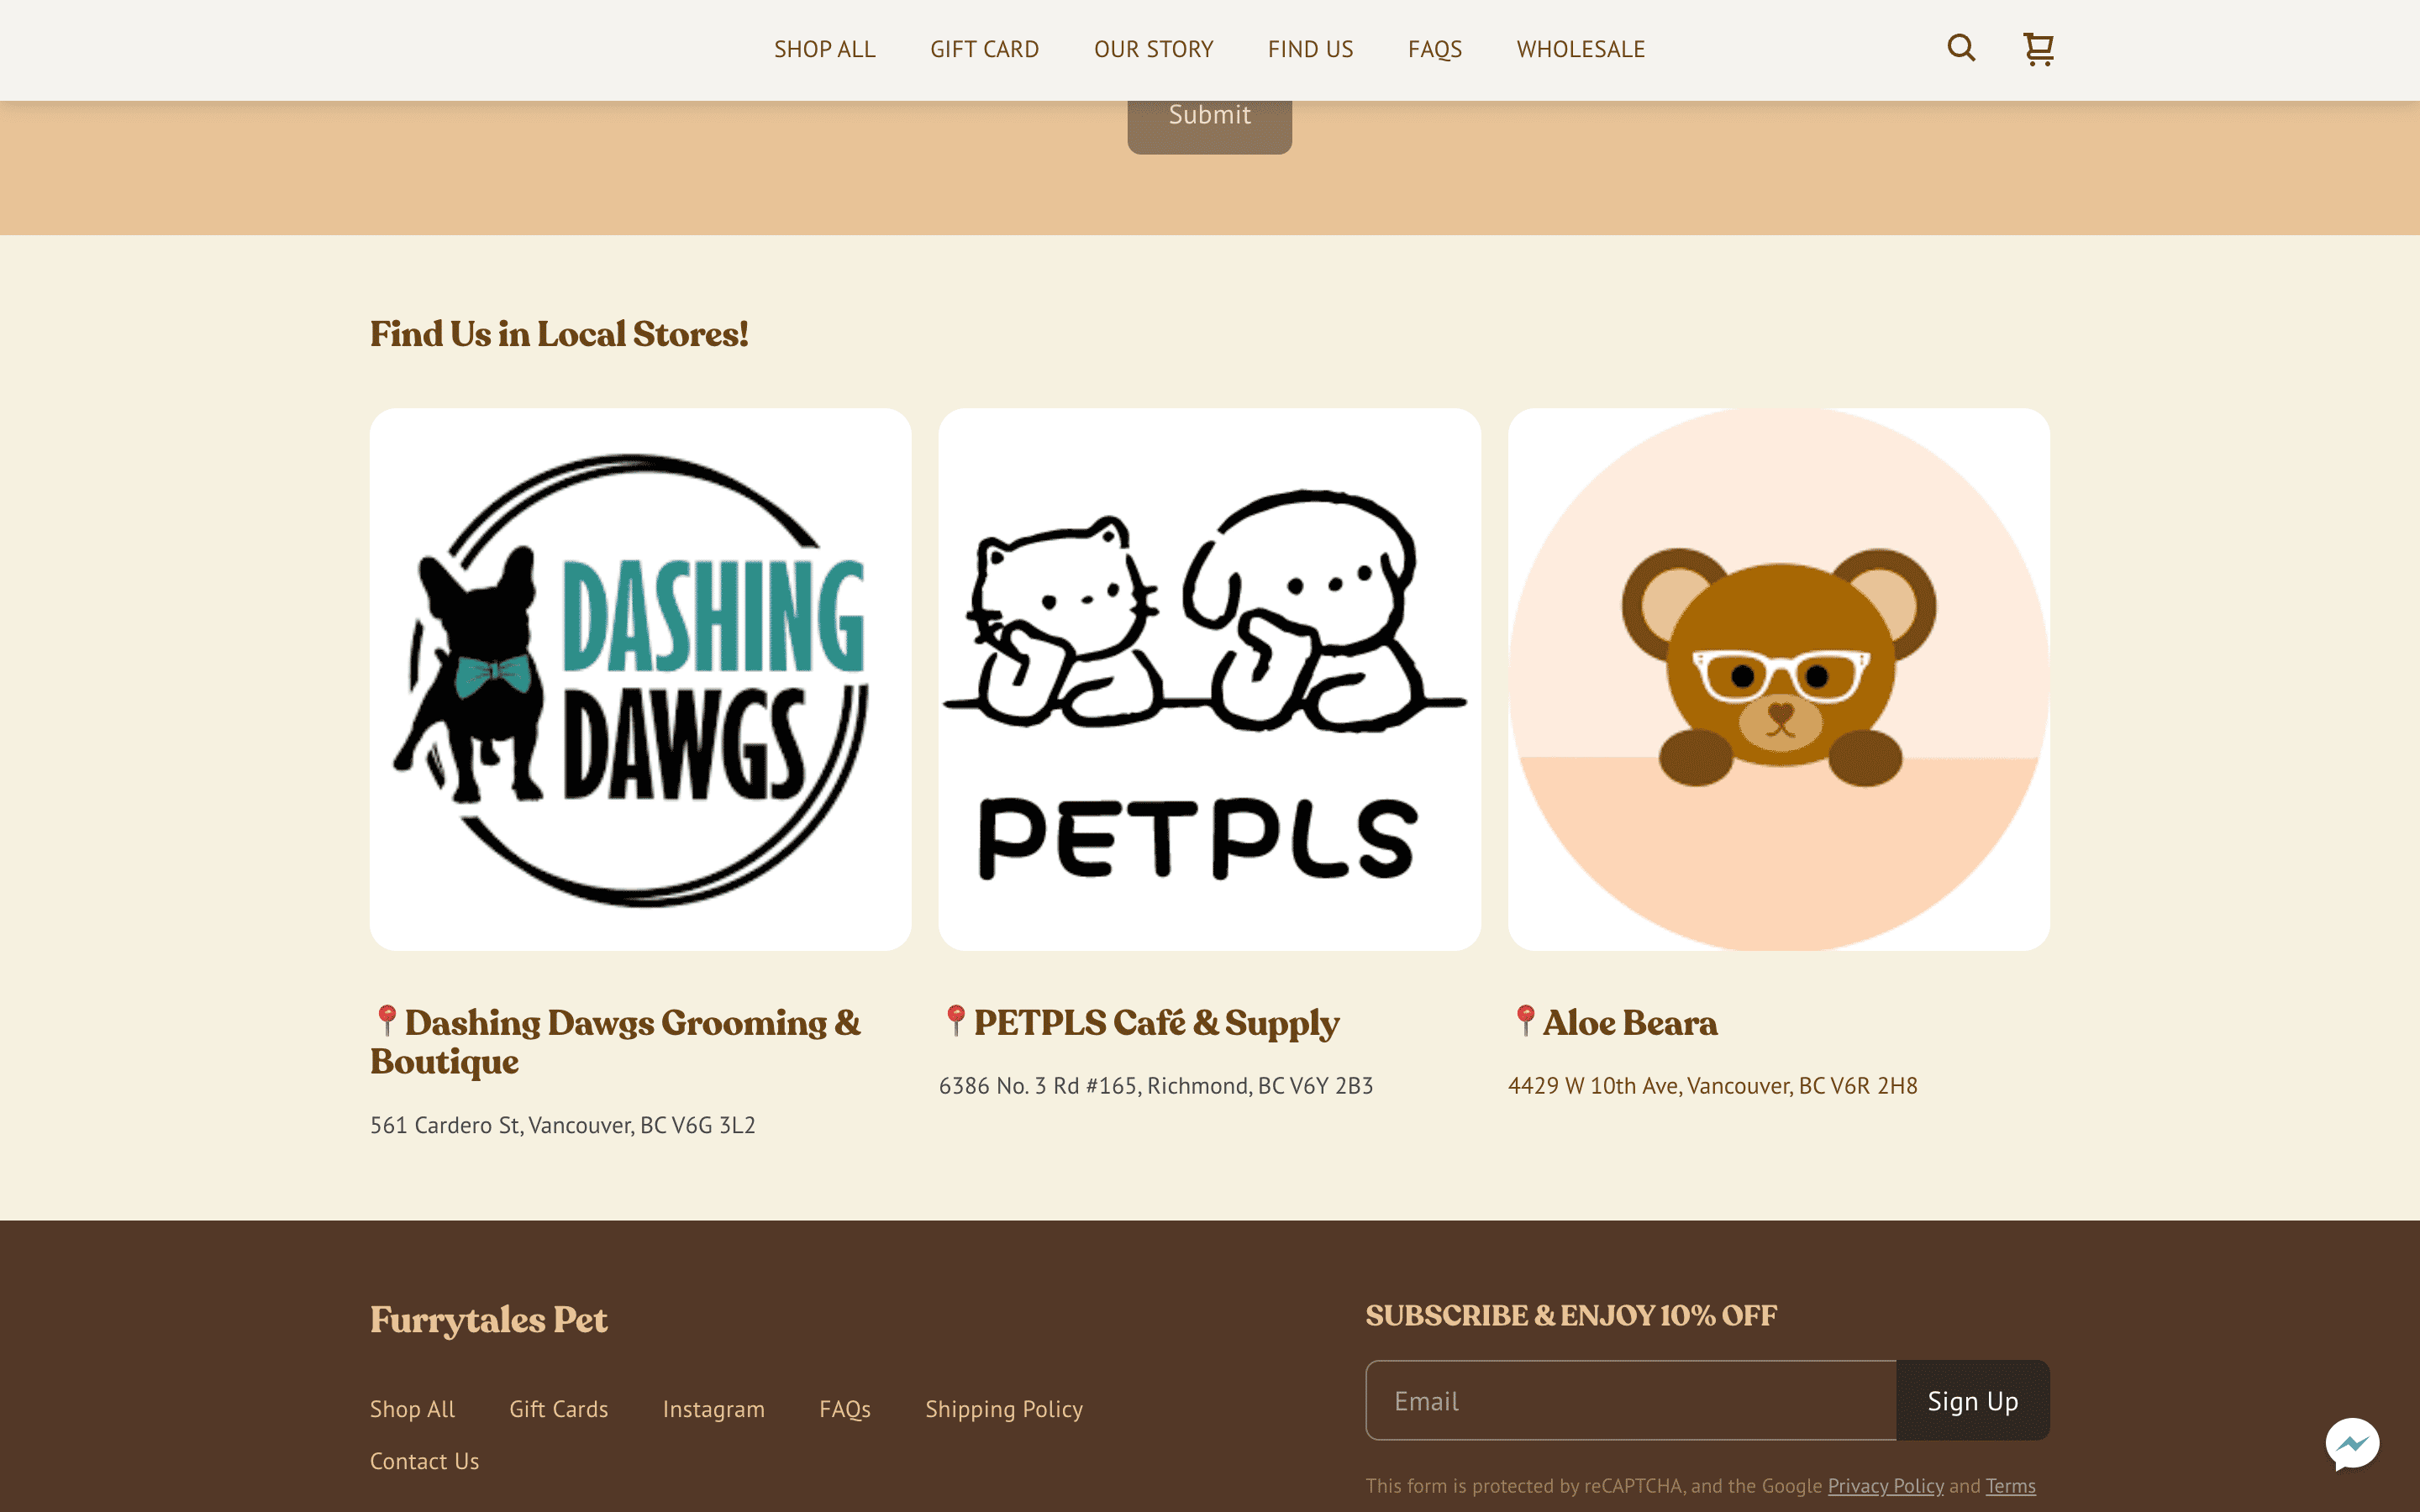 SHOP ALL
GIFT CARD
OUR STORY
FIND US
FAQS
WHOLESALE
Submit
Find Us in Local Stores!
DASHING
DAWGS
PETPLS
📍Dashing Dawgs Grooming &
Boutique
561 Cardero St, Vancouver, BC V6G 3L2
📍PETPLS Café & Supply
6386 No. 3 Rd #165, Richmond, BC V6Y 2B3
📍Aloe Beara
4429 W 10th Ave, Vancouver, BC V6R 2H8
Furrytales Pet
Shop All
Gift Cards
Instagram
FAQs
Shipping Policy
Contact Us
SUBSCRIBE & ENJOY 10% OFF
Email
Sign Up
This form is protected by reCAPTCHA, and the Google Privacy Policy and Terms